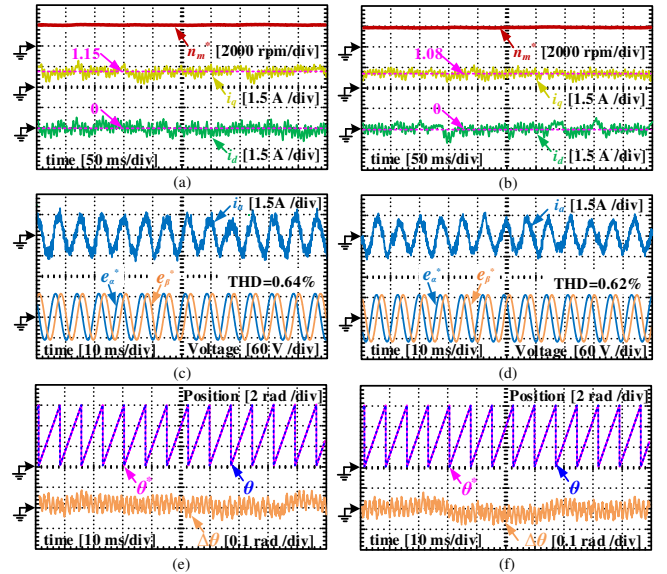 n_m^* [2000 rpm/div]
1.15
i_q [1.5 A /div]
0
time [50 ms/div] i_d [1.5 A /div]
(a)
n_m^* [2000 rpm/div]
1.08
i_q [1.5 A /div]
0
time [50 ms/div] i_d [1.5 A /div]
(b)
[1.5A /div]
e_α^* e_β^* THD=0.64%
time [10 ms/div] Voltage [60 V /div]
(c)
i_a [1.5 A /div]
e_α^* e_β^* THD=0.62%
time [10 ms/div] Voltage [60 V /div]
(d)
Position [2 rad /div]
θ^* θ
Δθ
time [10 ms/div] [0.1 rad /div]
(e)
Position [2 rad /div]
θ^* θ
Δθ
time [10 ms/div] [0.1 rad /div]
(f)